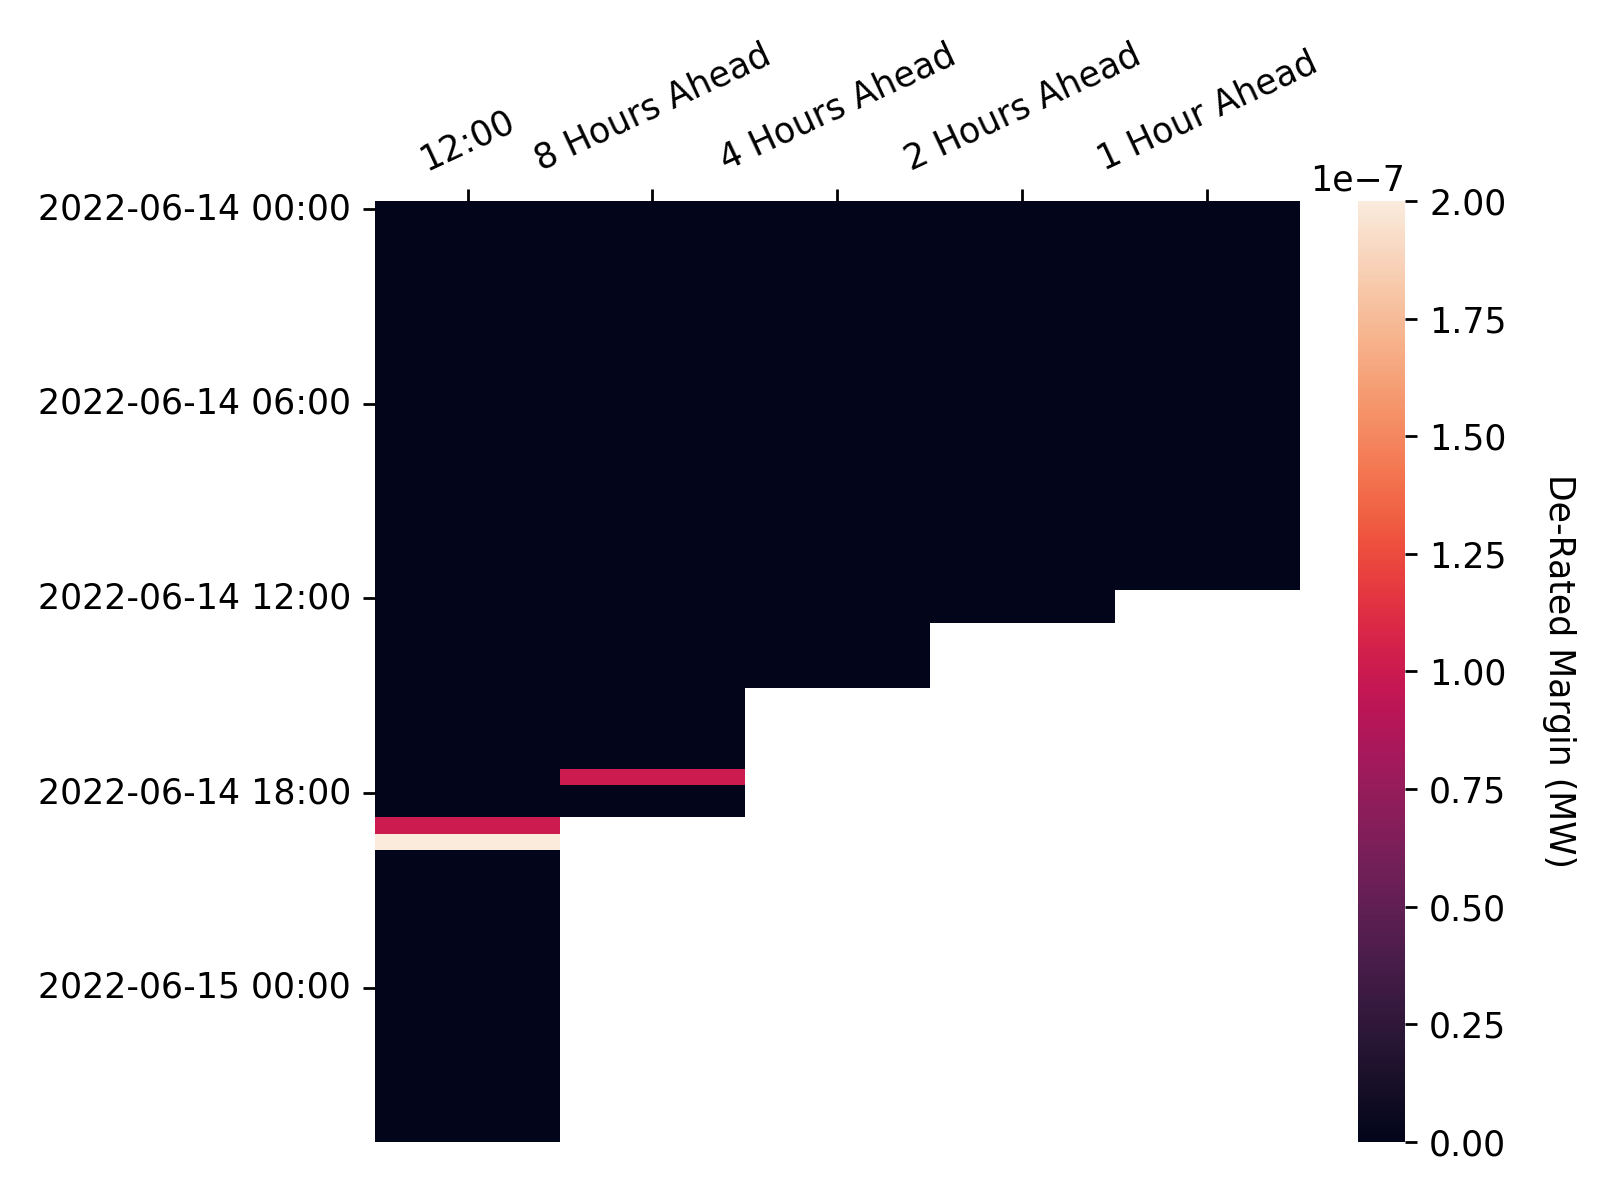 12:00
8 Hours Ahead
4 Hours Ahead
2 Hours Ahead
1 Hour Ahead
1e−7
2022-06-14 00:00
2022-06-14 06:00
2022-06-14 12:00
2022-06-14 18:00
2022-06-15 00:00
2.00
1.75
1.50
1.25
1.00
0.75
0.50
0.25
0.00
De-Rated Margin (MW)